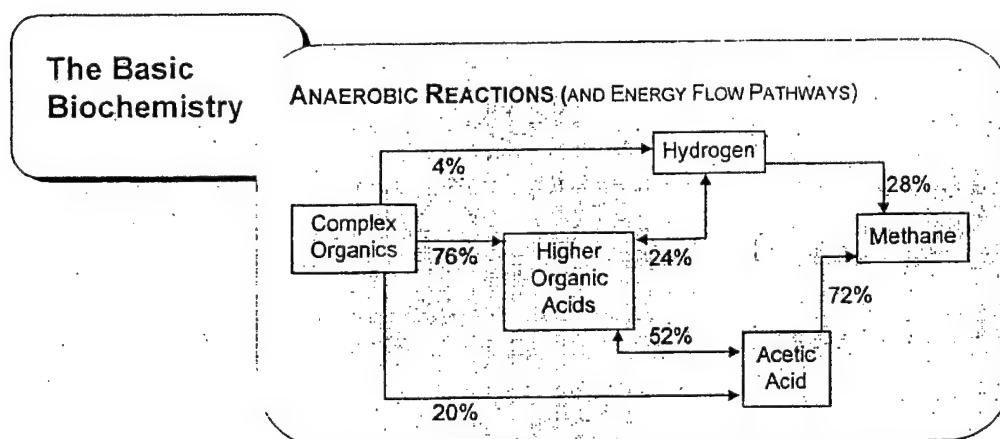 The Basic
Biochemistry
ANAEROBIC REACTIONS (AND ENERGY FLOW PATHWAYS)
Hydrogen
4%
28%
Complex
Organics
Methane
76%
Higher
Organic
Acids
24%
72%
52%
Acetic
Acid
20%